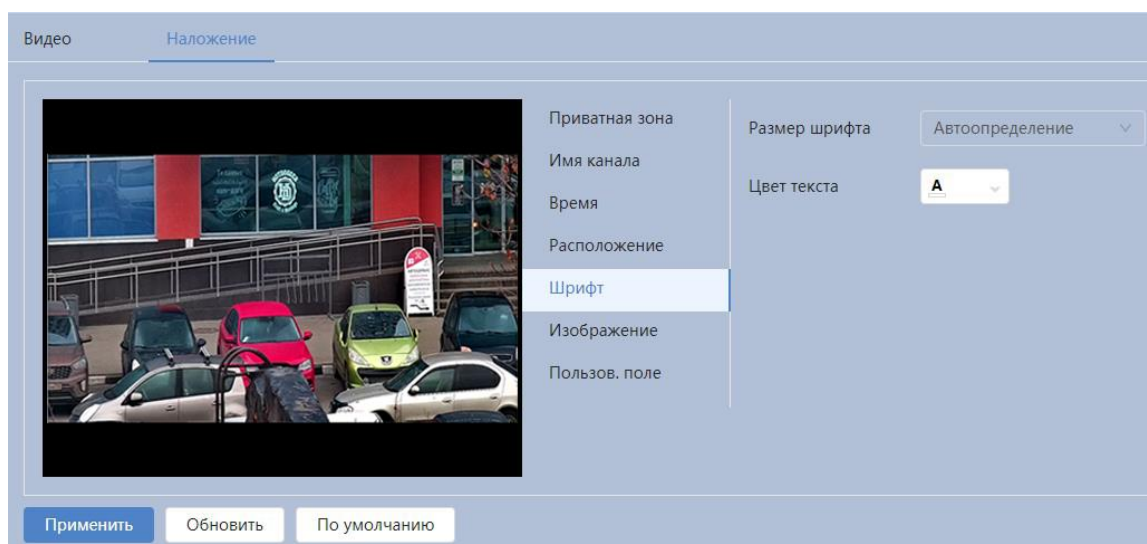 Видео
Наложение
Приватная зона
Имя канала
Время
Расположение
Шрифт
Изображение
Пользов. поле
Размер шрифта
Автоопределение
Цвет текста
A
Применить
Обновить
По умолчанию